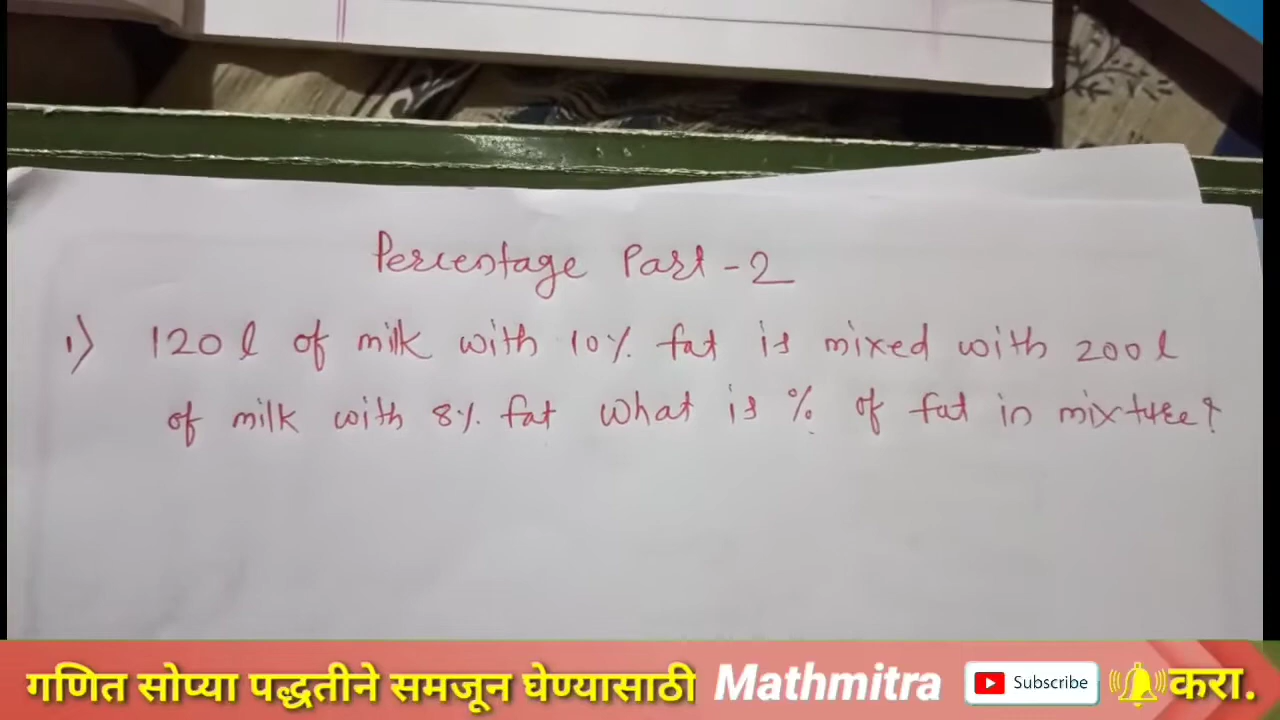 Percentage Part - 2
1) 120 l of milk with 10% fat is mixed with 200 l
of milk with 8% fat What is % of fat in mixture?
गणित सोप्या पद्धतीने समजून घेण्यासाठी Mathmitra Subscribe करा.